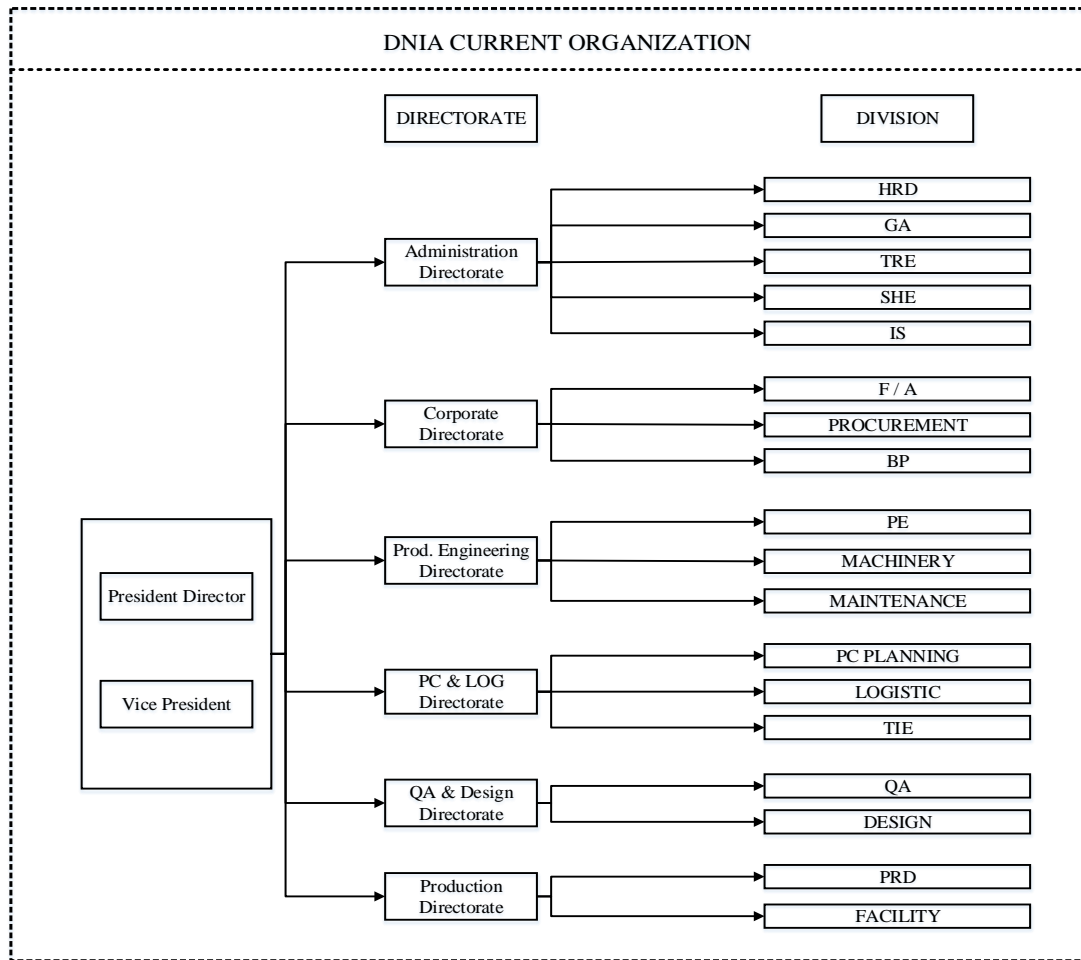 DNIA CURRENT ORGANIZATION
DIRECTORATE
DIVISION
Administration
Directorate
HRD
GA
TRE
SHE
IS
Corporate
Directorate
F / A
PROCUREMENT
BP
President Director
Vice President
Prod. Engineering
Directorate
PE
MACHINERY
MAINTENANCE
PC & LOG
Directorate
PC PLANNING
LOGISTIC
TIE
QA & Design
Directorate
QA
DESIGN
Production
Directorate
PRD
FACILITY